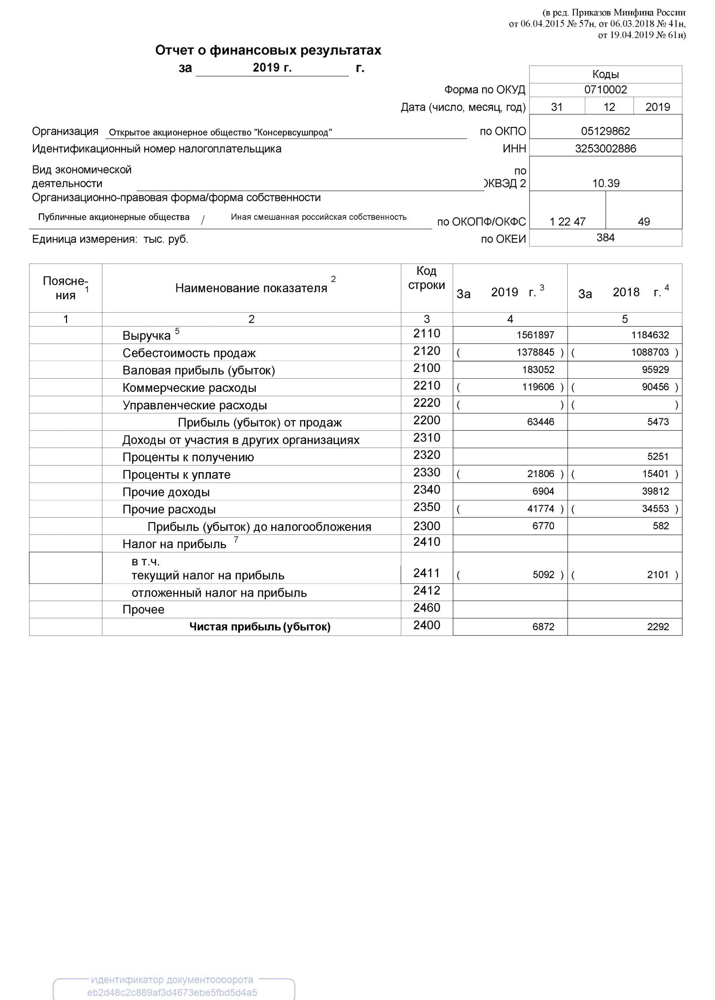 (в ред. Приказов Минфина России
от 06.04.2015 № 57н, от 06.03.2018 № 41н,
от 19.04.2019 № 61н)
Отчет о финансовых результатах
за 2019 г. г.
Коды
Форма по ОКУД 0710002
Дата (число, месяц, год) 31 12 2019
Организация Открытое акционерное общество "Консервсушпрод" по ОКПО 05129862
Идентификационный номер налогоплательщика ИНН 3253002886
Вид экономической по
деятельности ОКВЭД 2 10.39
Организационно-правовая форма/форма собственности
Публичные акционерные общества / Иная смешанная российская собственность по ОКОПФ/ОКФС 1 22 47 49
Единица измерения: тыс. руб. по ОКЕИ 384
Поясне-
ния 1 Наименование показателя 2 Код
строки За 2019 г. 3 За 2018 г. 4
1 2 3 4 5
Выручка 5 2110 1561897 1184632
Себестоимость продаж 2120 ( 1378845 ) ( 1088703 )
Валовая прибыль (убыток) 2100 183052 95929
Коммерческие расходы 2210 ( 119606 ) ( 90456 )
Управленческие расходы 2220 ( ) ( )
Прибыль (убыток) от продаж 2200 63446 5473
Доходы от участия в других организациях 2310
Проценты к получению 2320 5251
Проценты к уплате 2330 ( 21806 ) ( 15401 )
Прочие доходы 2340 6904 39812
Прочие расходы 2350 ( 41774 ) ( 34553 )
Прибыль (убыток) до налогообложения 2300 6770 582
Налог на прибыль 7 2410
в т.ч.
текущий налог на прибыль 2411 ( 5092 ) ( 2101 )
отложенный налог на прибыль 2412
Прочее 2460
Чистая прибыль (убыток) 2400 6872 2292
Идентификатор документооборота
eb2d48c2c889af3d4673ebe5fbd5d4a5